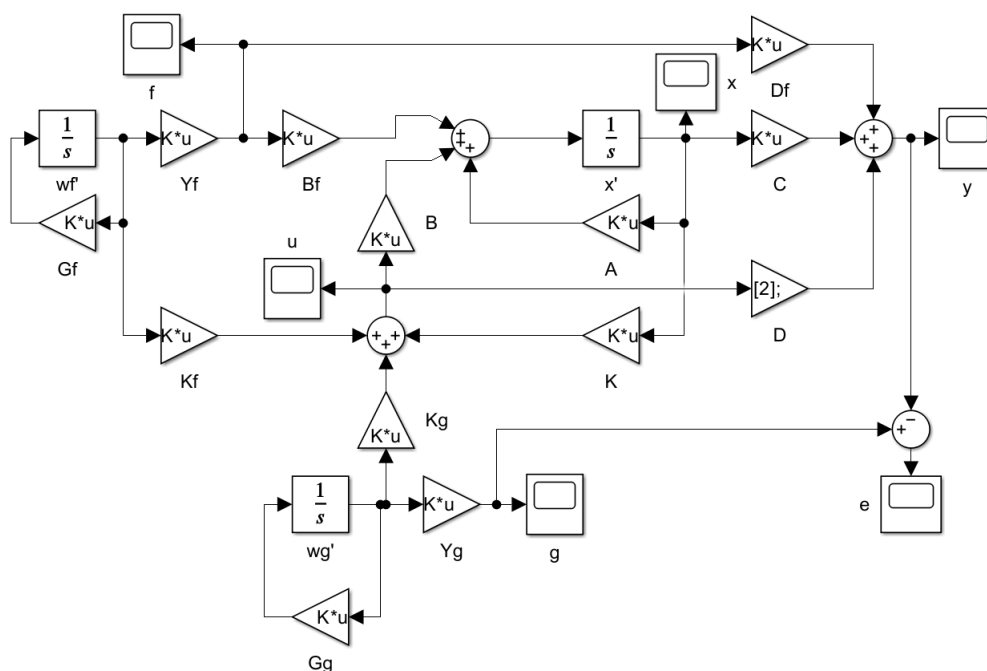 f
K*u
Df
x
1
s
wf'
K*u
Yf
K*u
Bf
+
+
+
1
s
x'
K*u
C
+
+
+
y
K*u
Gf
B
K*u
K*u
A
u
[2];
D
K*u
Kf
+
+
+
K*u
K
Kg
K*u
−
+
1
s
wg'
K*u
Yg
g
e
K*u
Gg